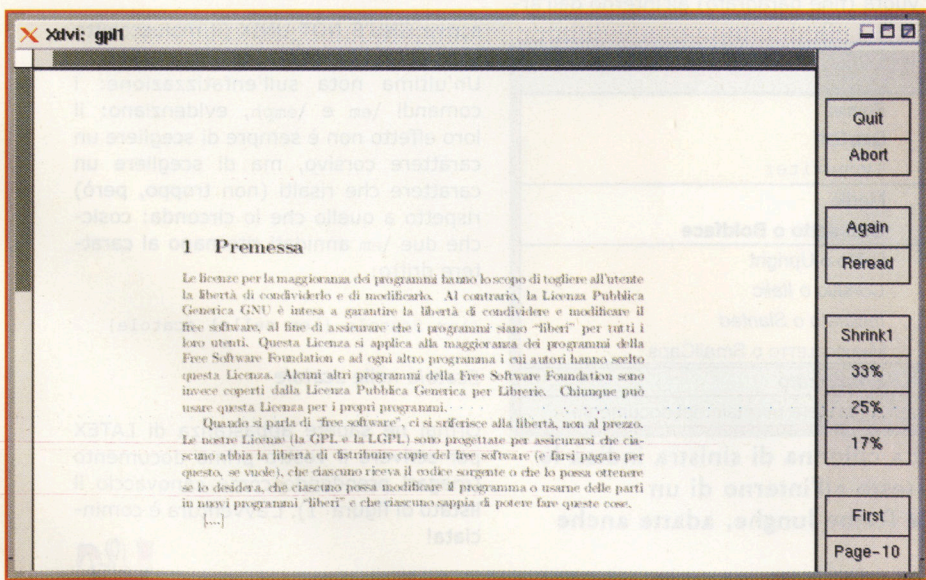 Xdvi: gpl1
1 Premessa
Le licenze per la maggioranza dei programmi hanno lo scopo di togliere all'utente
la libertà di condividerlo e di modificarlo. Al contrario, la Licenza Pubblica
Generica GNU è intesa a garantire la libertà di condividere e modificare il
free software, al fine di assicurare che i programmi siano "liberi" per tutti i
loro utenti. Questa Licenza si applica alla maggioranza dei programmi della
Free Software Foundation e ad ogni altro programma i cui autori hanno scelto
questa Licenza. Alcuni altri programmi della Free Software Foundation sono
invece coperti dalla Licenza Pubblica Generica per Librerie. Chiunque può
usare questa Licenza per i propri programmi.
Quando si parla di "free software", ci si sriferisce alla libertà, non al prezzo.
Le nostre License (la GPL e la LGPL) sono progettate per assicurarsi che cia-
scuno abbia la libertà di distribuire copie del free software (e farsi pagare per
questo, se vuole), che ciascuno riceva il codice sorgente o che lo possa ottenere
se lo desidera, che ciascuno possa modificare il programma o usarne delle parti
in nuovi programmi "liberi" e che ciascuno sappia di potere fare queste cose.
[...]
Quit
Abort
Again
Reread
Shrink1
33%
25%
17%
First
Page-10
Un'ultima nota sull'enfatizzazione: i
comandi \em e \emph, evidenziano: il
loro effetto non è sempre di scegliere un
carattere corsivo, ma di scegliere un
carattere che risalti (non troppo, però)
rispetto a quello che lo circonda: cosic-